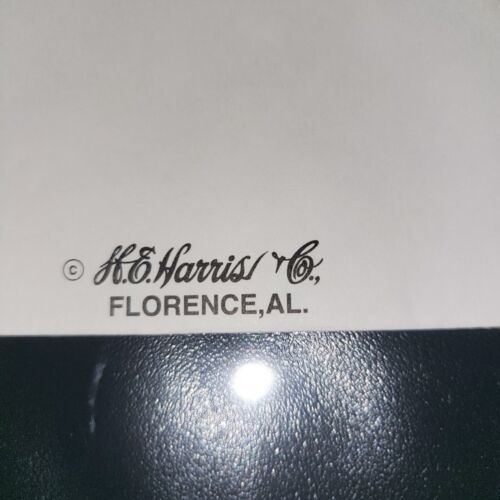 © H.E. Harris & Co.,
FLORENCE,AL.